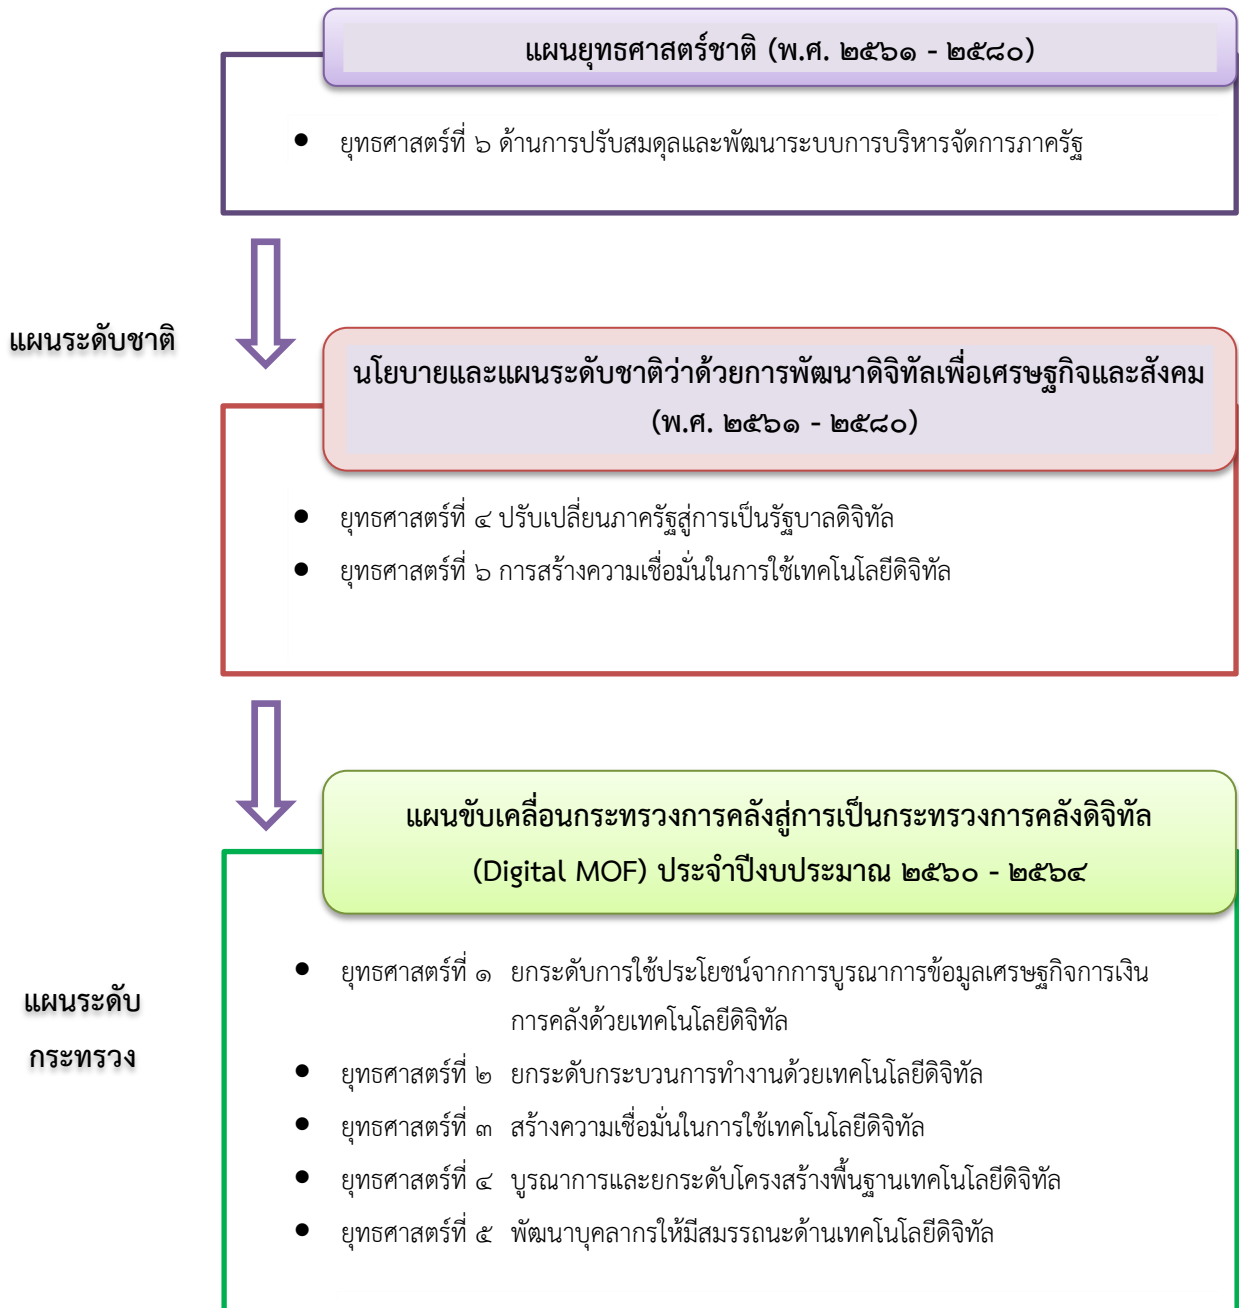 แผนยุทธศาสตร์ชาติ (พ.ศ. ๒๕๖๑ - ๒๕๘๐)
● ยุทธศาสตร์ที่ ๖ ด้านการปรับสมดุลและพัฒนาระบบการบริหารจัดการภาครัฐ
แผนระดับชาติ
นโยบายและแผนระดับชาติว่าด้วยการพัฒนาดิจิทัลเพื่อเศรษฐกิจและสังคม
(พ.ศ. ๒๕๖๑ - ๒๕๘๐)
● ยุทธศาสตร์ที่ ๔ ปรับเปลี่ยนภาครัฐสู่การเป็นรัฐบาลดิจิทัล
● ยุทธศาสตร์ที่ ๖ การสร้างความเชื่อมั่นในการใช้เทคโนโลยีดิจิทัล
แผนขับเคลื่อนกระทรวงการคลังสู่การเป็นกระทรวงการคลังดิจิทัล
(Digital MOF) ประจำปีงบประมาณ ๒๕๖๐ - ๒๕๖๔
แผนระดับ
กระทรวง
● ยุทธศาสตร์ที่ ๑ ยกระดับการใช้ประโยชน์จากการบูรณาการข้อมูลเศรษฐกิจการเงิน
การคลังด้วยเทคโนโลยีดิจิทัล
● ยุทธศาสตร์ที่ ๒ ยกระดับกระบวนการทำงานด้วยเทคโนโลยีดิจิทัล
● ยุทธศาสตร์ที่ ๓ สร้างความเชื่อมั่นในการใช้เทคโนโลยีดิจิทัล
● ยุทธศาสตร์ที่ ๔ บูรณาการและยกระดับโครงสร้างพื้นฐานเทคโนโลยีดิจิทัล
● ยุทธศาสตร์ที่ ๕ พัฒนาบุคลากรให้มีสมรรถนะด้านเทคโนโลยีดิจิทัล